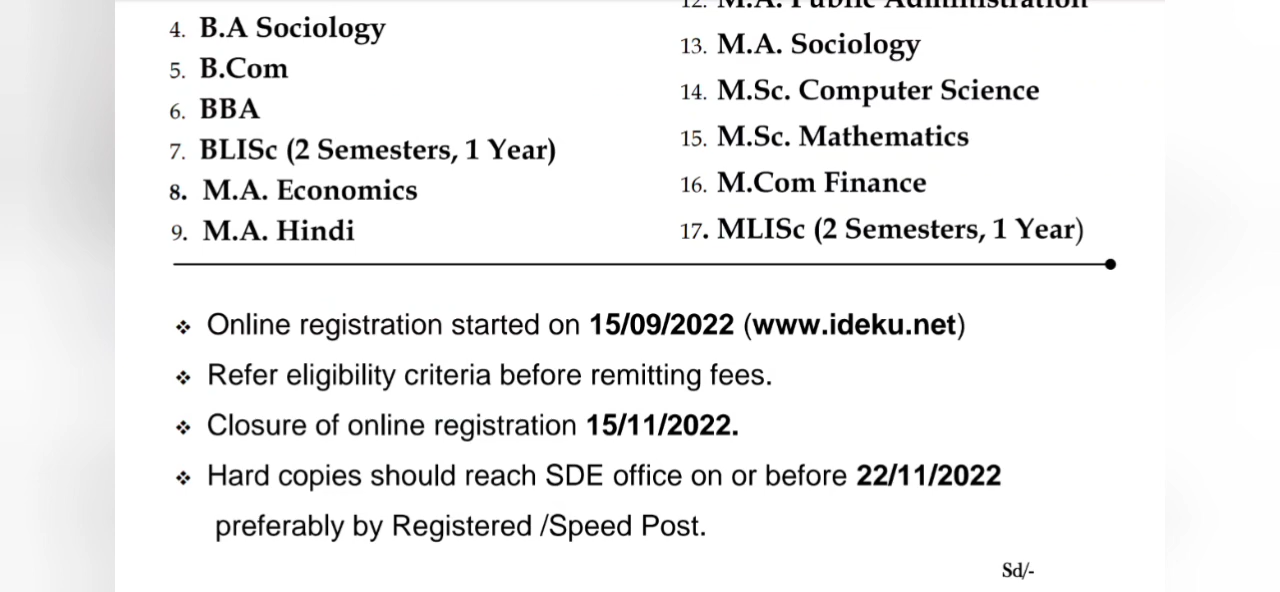 4. B.A Sociology
5. B.Com
6. BBA
7. BLISc (2 Semesters, 1 Year)
8. M.A. Economics
9. M.A. Hindi
12. M.A. Public Administration
13. M.A. Sociology
14. M.Sc. Computer Science
15. M.Sc. Mathematics
16. M.Com Finance
17. MLISc (2 Semesters, 1 Year)
❖ Online registration started on 15/09/2022 (www.ideku.net)
❖ Refer eligibility criteria before remitting fees.
❖ Closure of online registration 15/11/2022.
❖ Hard copies should reach SDE office on or before 22/11/2022
preferably by Registered /Speed Post.
Sd/-